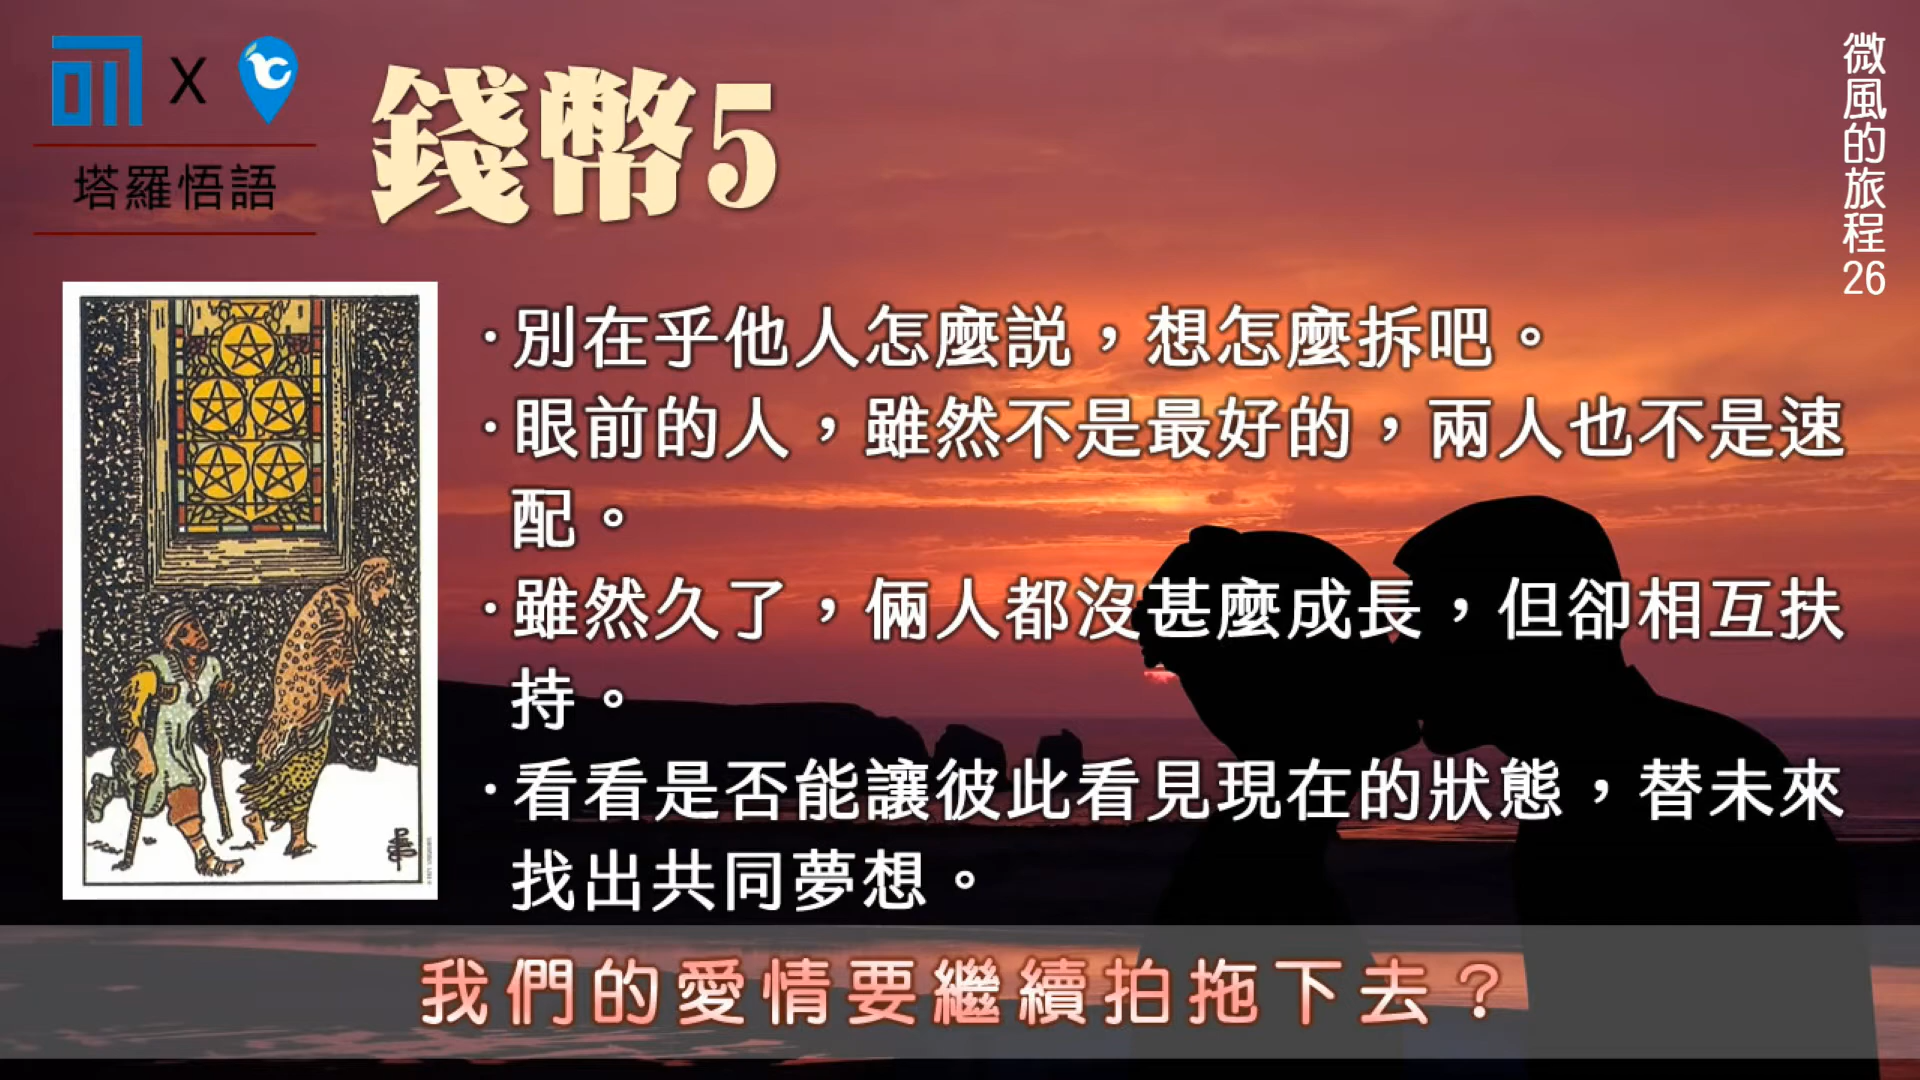 X
塔羅悟語
錢幣5
微風的旅程26
·別在乎他人怎麼説，想怎麼拆吧。
·眼前的人，雖然不是最好的，兩人也不是速
配。
·雖然久了，倆人都沒甚麼成長，但卻相互扶
持。
·看看是否能讓彼此看見現在的狀態，替未來
找出共同夢想。
我們的愛情要繼續拍拖下去？